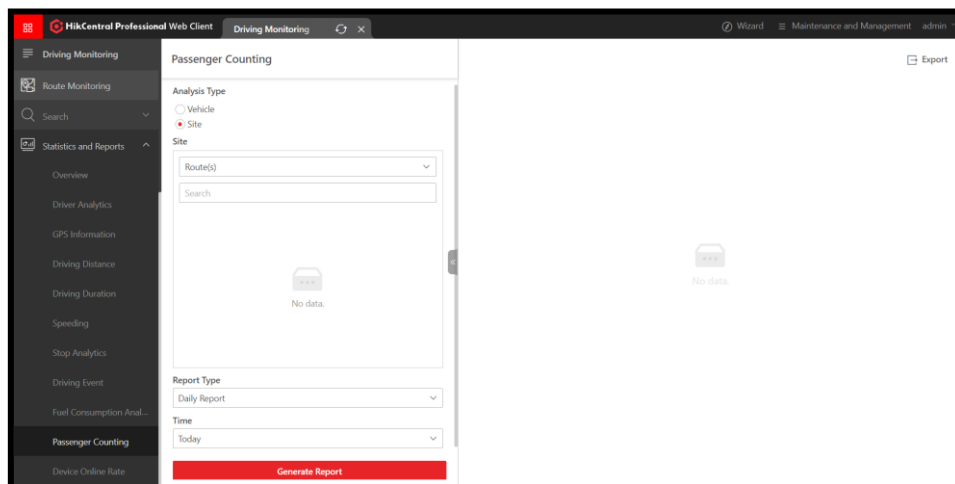 HikCentral Professional Web Client
Driving Monitoring
Wizard
Maintenance and Management
admin
Driving Monitoring
Route Monitoring
Search
Statistics and Reports
Overview
Driver Analytics
GPS Information
Driving Distance
Driving Duration
Speeding
Stop Analytics
Driving Event
Fuel Consumption Anal...
Passenger Counting
Device Online Rate
Passenger Counting
Analysis Type
Vehicle
Site
Site
Route(s)
Search
No data.
Report Type
Daily Report
Time
Today
Generate Report
Export
No data.